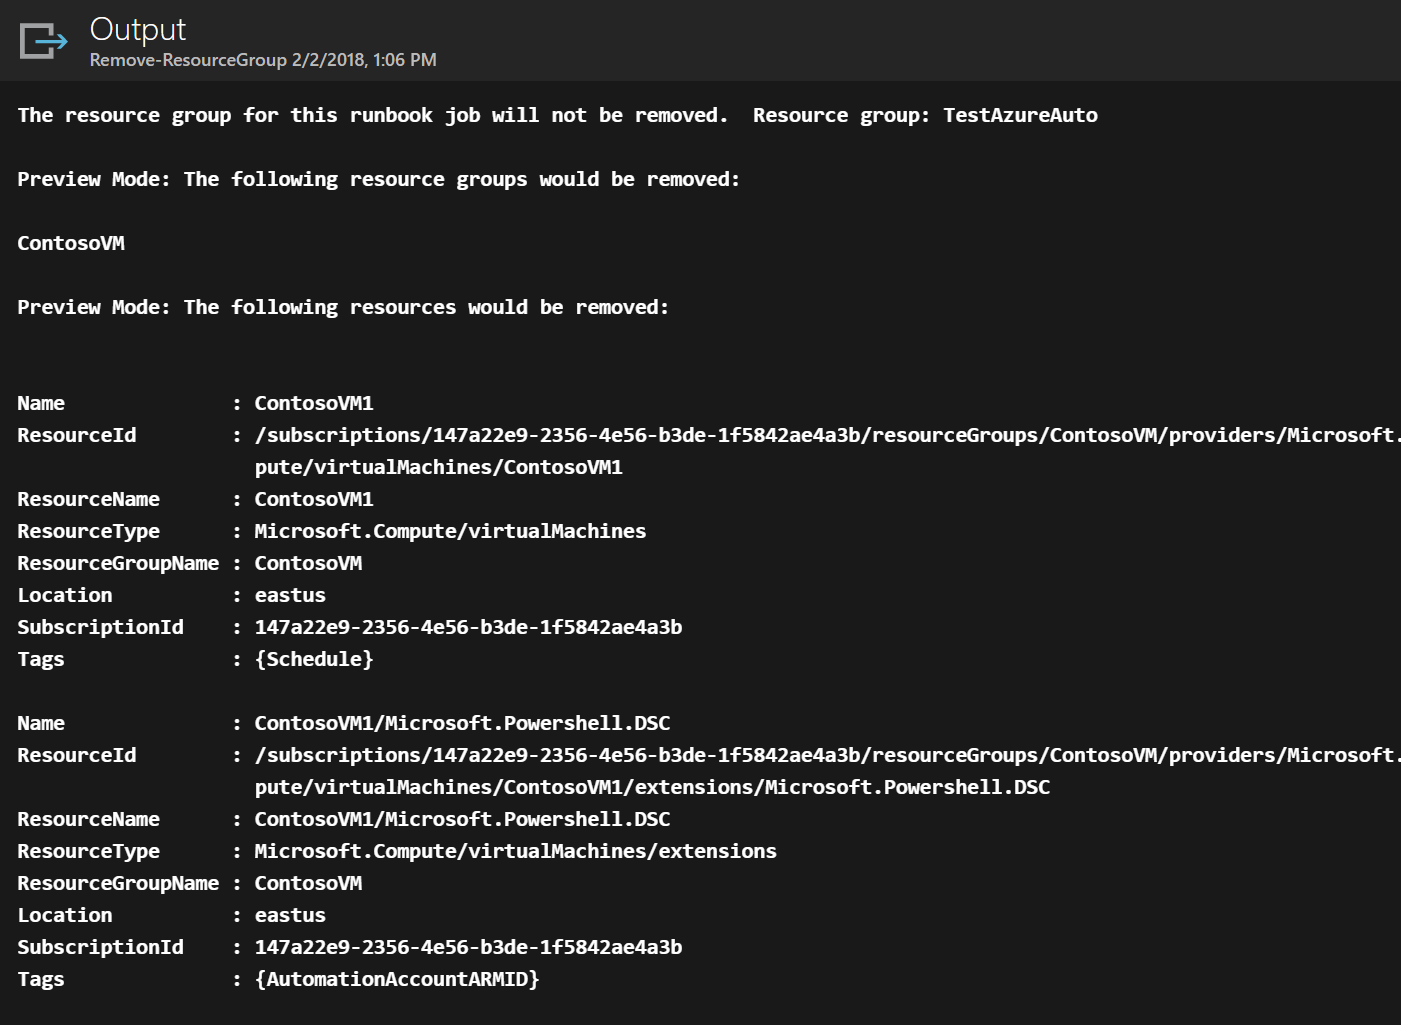 Output
Remove-ResourceGroup 2/2/2018, 1:06 PM
The resource group for this runbook job will not be removed.  Resource group: TestAzureAuto
Preview Mode: The following resource groups would be removed:
ContosoVM
Preview Mode: The following resources would be removed:
Name              : ContosoVM1
ResourceId        : /subscriptions/147a22e9-2356-4e56-b3de-1f5842ae4a3b/resourceGroups/ContosoVM/providers/Microsoft.
                    pute/virtualMachines/ContosoVM1
ResourceName      : ContosoVM1
ResourceType      : Microsoft.Compute/virtualMachines
ResourceGroupName : ContosoVM
Location          : eastus
SubscriptionId    : 147a22e9-2356-4e56-b3de-1f5842ae4a3b
Tags              : {Schedule}
Name              : ContosoVM1/Microsoft.Powershell.DSC
ResourceId        : /subscriptions/147a22e9-2356-4e56-b3de-1f5842ae4a3b/resourceGroups/ContosoVM/providers/Microsoft.
                    pute/virtualMachines/ContosoVM1/extensions/Microsoft.Powershell.DSC
ResourceName      : ContosoVM1/Microsoft.Powershell.DSC
ResourceType      : Microsoft.Compute/virtualMachines/extensions
ResourceGroupName : ContosoVM
Location          : eastus
SubscriptionId    : 147a22e9-2356-4e56-b3de-1f5842ae4a3b
Tags              : {AutomationAccountARMID}